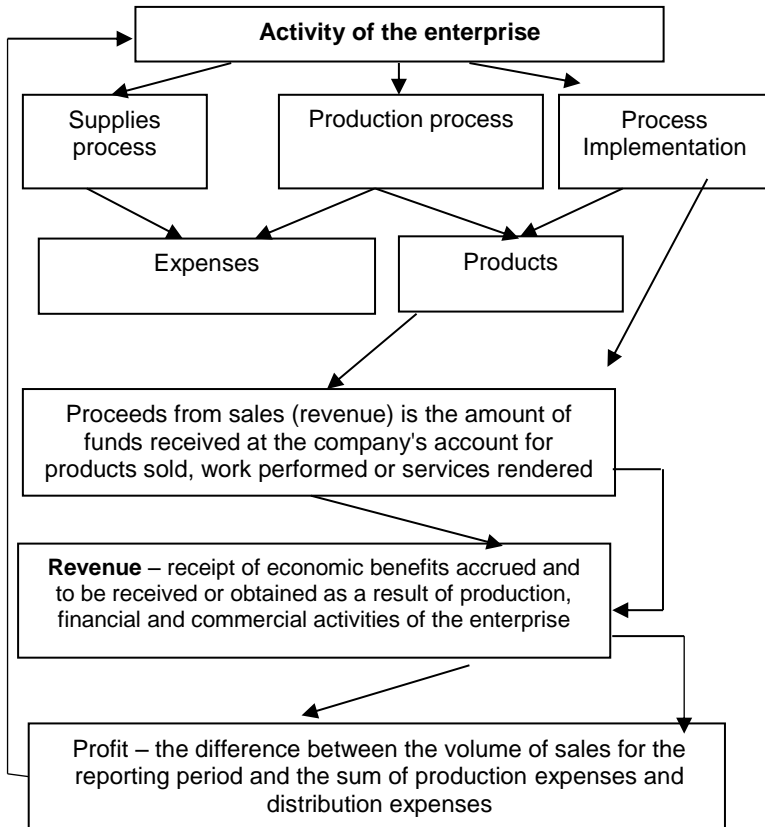 Activity of the enterprise
Supplies
process
Production process
Process
Implementation
Expenses
Products
Proceeds from sales (revenue) is the amount of
funds received at the company's account for
products sold, work performed or services rendered
Revenue – receipt of economic benefits accrued and
to be received or obtained as a result of production,
financial and commercial activities of the enterprise
Profit – the difference between the volume of sales for the
reporting period and the sum of production expenses and
distribution expenses